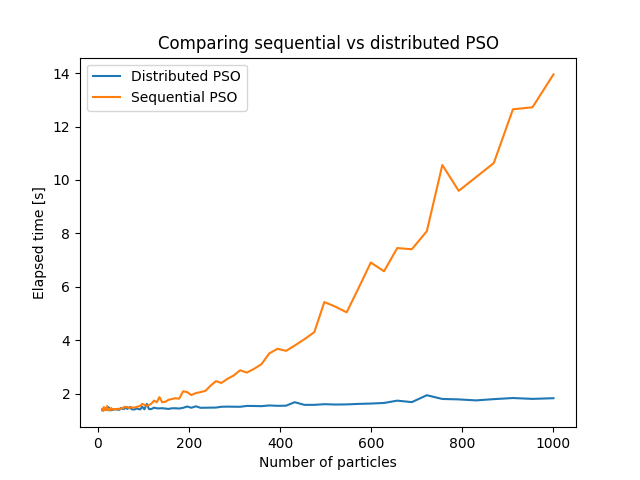 Comparing sequential vs distributed PSO
Distributed PSO
Sequential PSO
14
12
10
8
6
4
2
Elapsed time [s]
0
200
400
600
800
1000
Number of particles